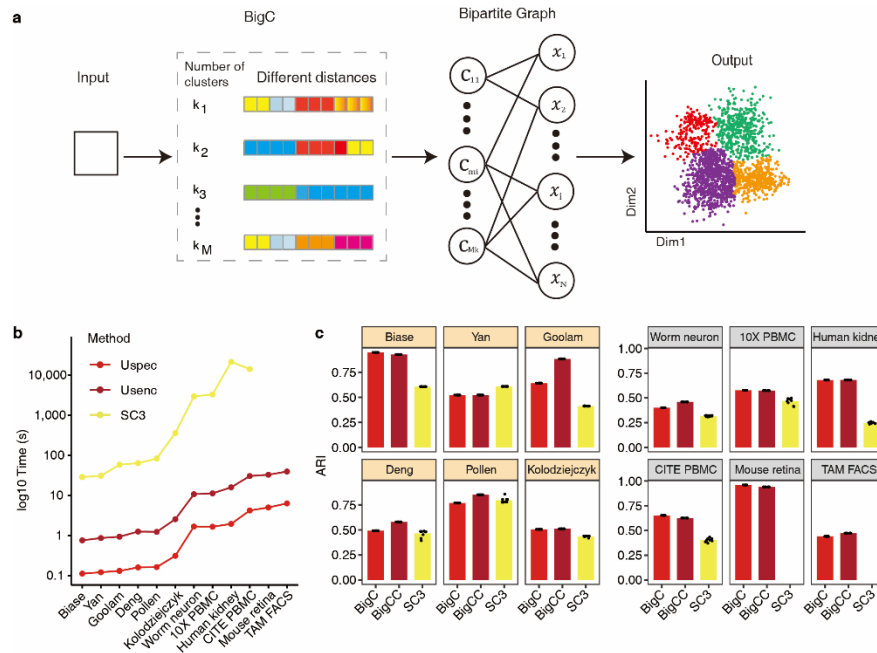 a
BigC
Bipartite Graph
Input
Number of
clusters
Different distances
k1
k2
k3
kM
C11
Cml
CMk
x1
x2
xi
xN
Output
Dim2
Dim1
b
Method
Uspec
Usenc
SC3
log10 Time (s)
10,000
1,000
100
10
1
0.1
Biase
Yan
Goolam
Deng
Pollen
Kolodziejczyk
Worm neuron
10X PBMC
Human kidney
CITE PBMC
Mouse retina
TAM FACS
c
ARI
Biase
Yan
Goolam
0.75
0.50
0.25
0.00
Deng
Pollen
Kolodziejczyk
0.75
0.50
0.25
0.00
BigC
BigCC
SC3
BigC
BigCC
SC3
BigC
BigCC
SC3
Worm neuron
10X PBMC
Human kidne
1.00
0.75
0.50
0.25
0.00
CITE PBMC
Mouse retina
TAM FACS
1.00
0.75
0.50
0.25
0.00
BigC
BigCC
SC3
BigC
BigCC
SC3
BigC
BigCC
SC3